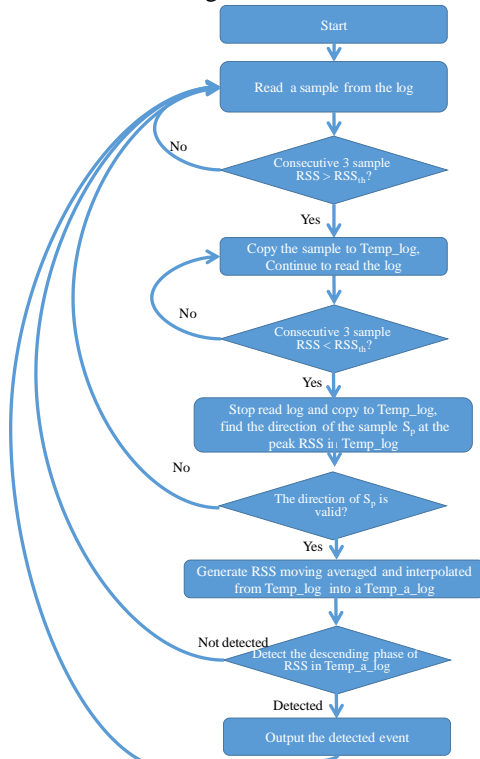 Start
Read a sample from the log
No
Consecutive 3 sample
RSS > RSSth?
Yes
Copy the sample to Temp_log,
Continue to read the log
No
Consecutive 3 sample
RSS < RSSth?
Yes
Stop read log and copy to Temp_log,
find the direction of the sample Sp at the
peak RSS in Temp_log
No
The direction of Sp is
valid?
Yes
Generate RSS moving averaged and interpolated
from Temp_log into a Temp_a_log
Not detected
Detect the descending phase of
RSS in Temp_a_log
Detected
Output the detected event